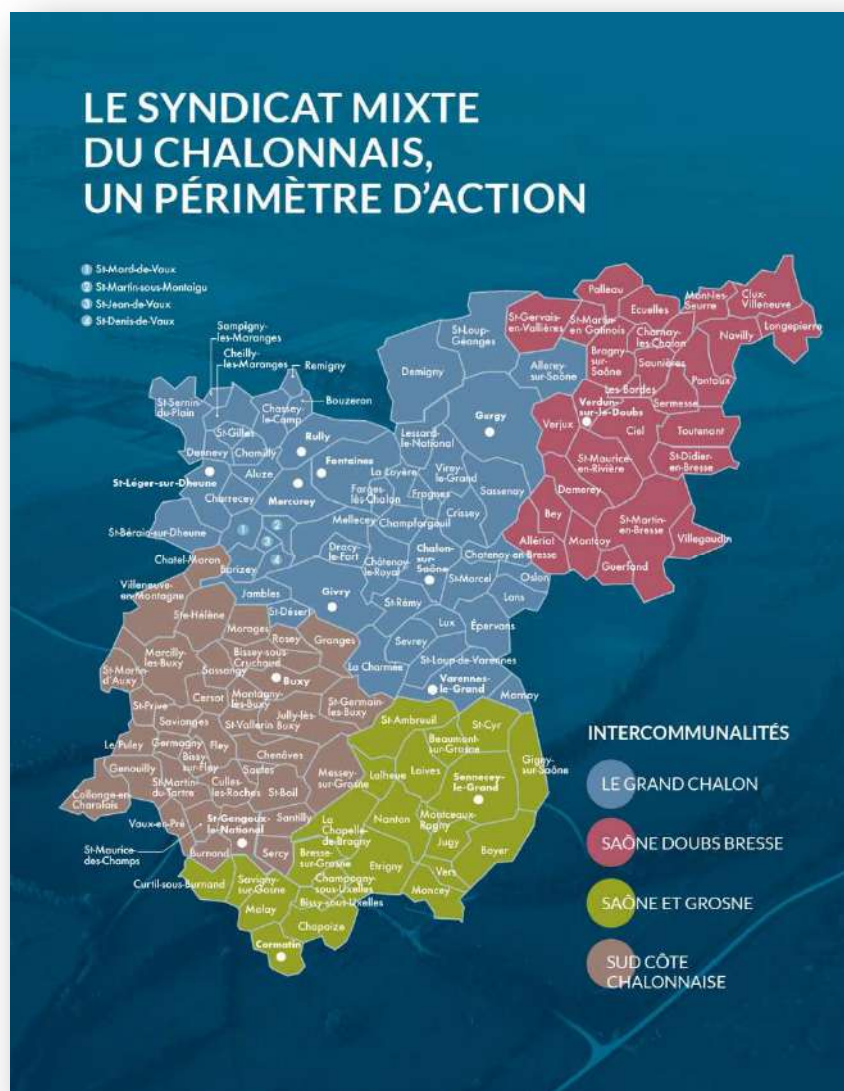 LE SYNDICAT MIXTE
DU CHALONNAIS,
UN PÉRIMÈTRE D'ACTION
1 St-Mard-de-Vaux
2 St-Martin-sous-Montaigu
3 St-Jean-de-Vaux
4 St-Denis-de-Vaux
Sampigny-
les-Maranges
Cheilly-
les-Maranges
Remigny
Bouzeron
St-Sernin-
du-Plain
Chassey-
le-Camp
St-Gilles
Dennevy
Chamilly
Rully
Aluze
Fontaines
St-Léger-sur-Dheune
Mercurey
Charrecey
St-Bérain-sur-Dheune
1
2
3
4
Barizey
Jambles
Demigny
St-Loup-
Géanges
Allerey-
sur-Saône
Gergy
Lessard-
le-National
La Loyère
Virey-
le-Grand
Farges-
lès-Chalon
Fragnes
Sassenay
Crissey
Mellecey
Champforgeuil
Dracy-
le-Fort
Châtenoy-
le-Royal
Chalon-
sur-
Saône
Chatenoy-en-Bresse
St-Marcel
Oslon
Lans
Givry
St-Désert
St-Rémy
Lux
Épervans
Sevrey
La Charmée
St-Loup-de-Varennes
Varennes-
le-Grand
Marnay
St-Gervais-
en-Vallières
Palleau
St-Martin-
en Gatinois
Ecuelles
Mont-les-
Seurre
Clux-
Villeneuve
Longepierre
Charnay-
les-Chalon
Navilly
Bragny-
sur-
Saône
Saunières
Pontoux
Les-Bordes
Sermesse
Verdun-
sur-le-Doubs
Verjux
Ciel
Toutenant
St-Maurice-
en-Rivière
St-Didier-
en-Bresse
Damerey
Bey
St-Martin-
en-Bresse
Villegaudin
Allériot
Montcoy
Guerfand
Chatel-Moron
Villeneuve-
en-Montagne
Ste-Hélène
Moroges
Rosey
Granges
Marcilly-
les-Buxy
Bissey-sous-
Cruchaud
Sassangy
Buxy
St-Martin-
d'Auxy
Cersot
Montagny-
lès-Buxy
St-Germain-
les-Buxy
St-Privé
Jully-lès-
Buxy
Savianges
St-Vallerin
Le Puley
Germagny
Fley
Chenôves
Bissy-
sur-Fley
Genouilly
Saules
Messey-
sur-Grosne
St-Martin-
du-Tartre
Culles-
les-Roches
St-Boil
Collonge-en-
Charolais
Vaux-en-Pré
St-Gengoux-
le-National
Santilly
St-Maurice-
des-Champs
Burnand
Sercy
St-Ambreuil
St-Cyr
Beaumont-
sur-Grosne
Gigny-
sur-Saône
Lalheue
Laives
Sennecey-
le-Grand
La
Chapelle-
de-Bragny
Nanton
Montceaux-
Ragny
Jugy
Boyer
Bresse-
sur-Grosne
Etrigny
Vers
Champagny-
sous-Uxelles
Mancey
Curtil-sous-Burnand
Savigny-
sur-Gosne
Bissy-sous-Uxelles
Malay
Chapaize
Cormatin
INTERCOMMUNALITÉS
LE GRAND CHALON
SAÔNE DOUBS BRESSE
SAÔNE ET GROSNE
SUD CÔTE
CHALONNAISE